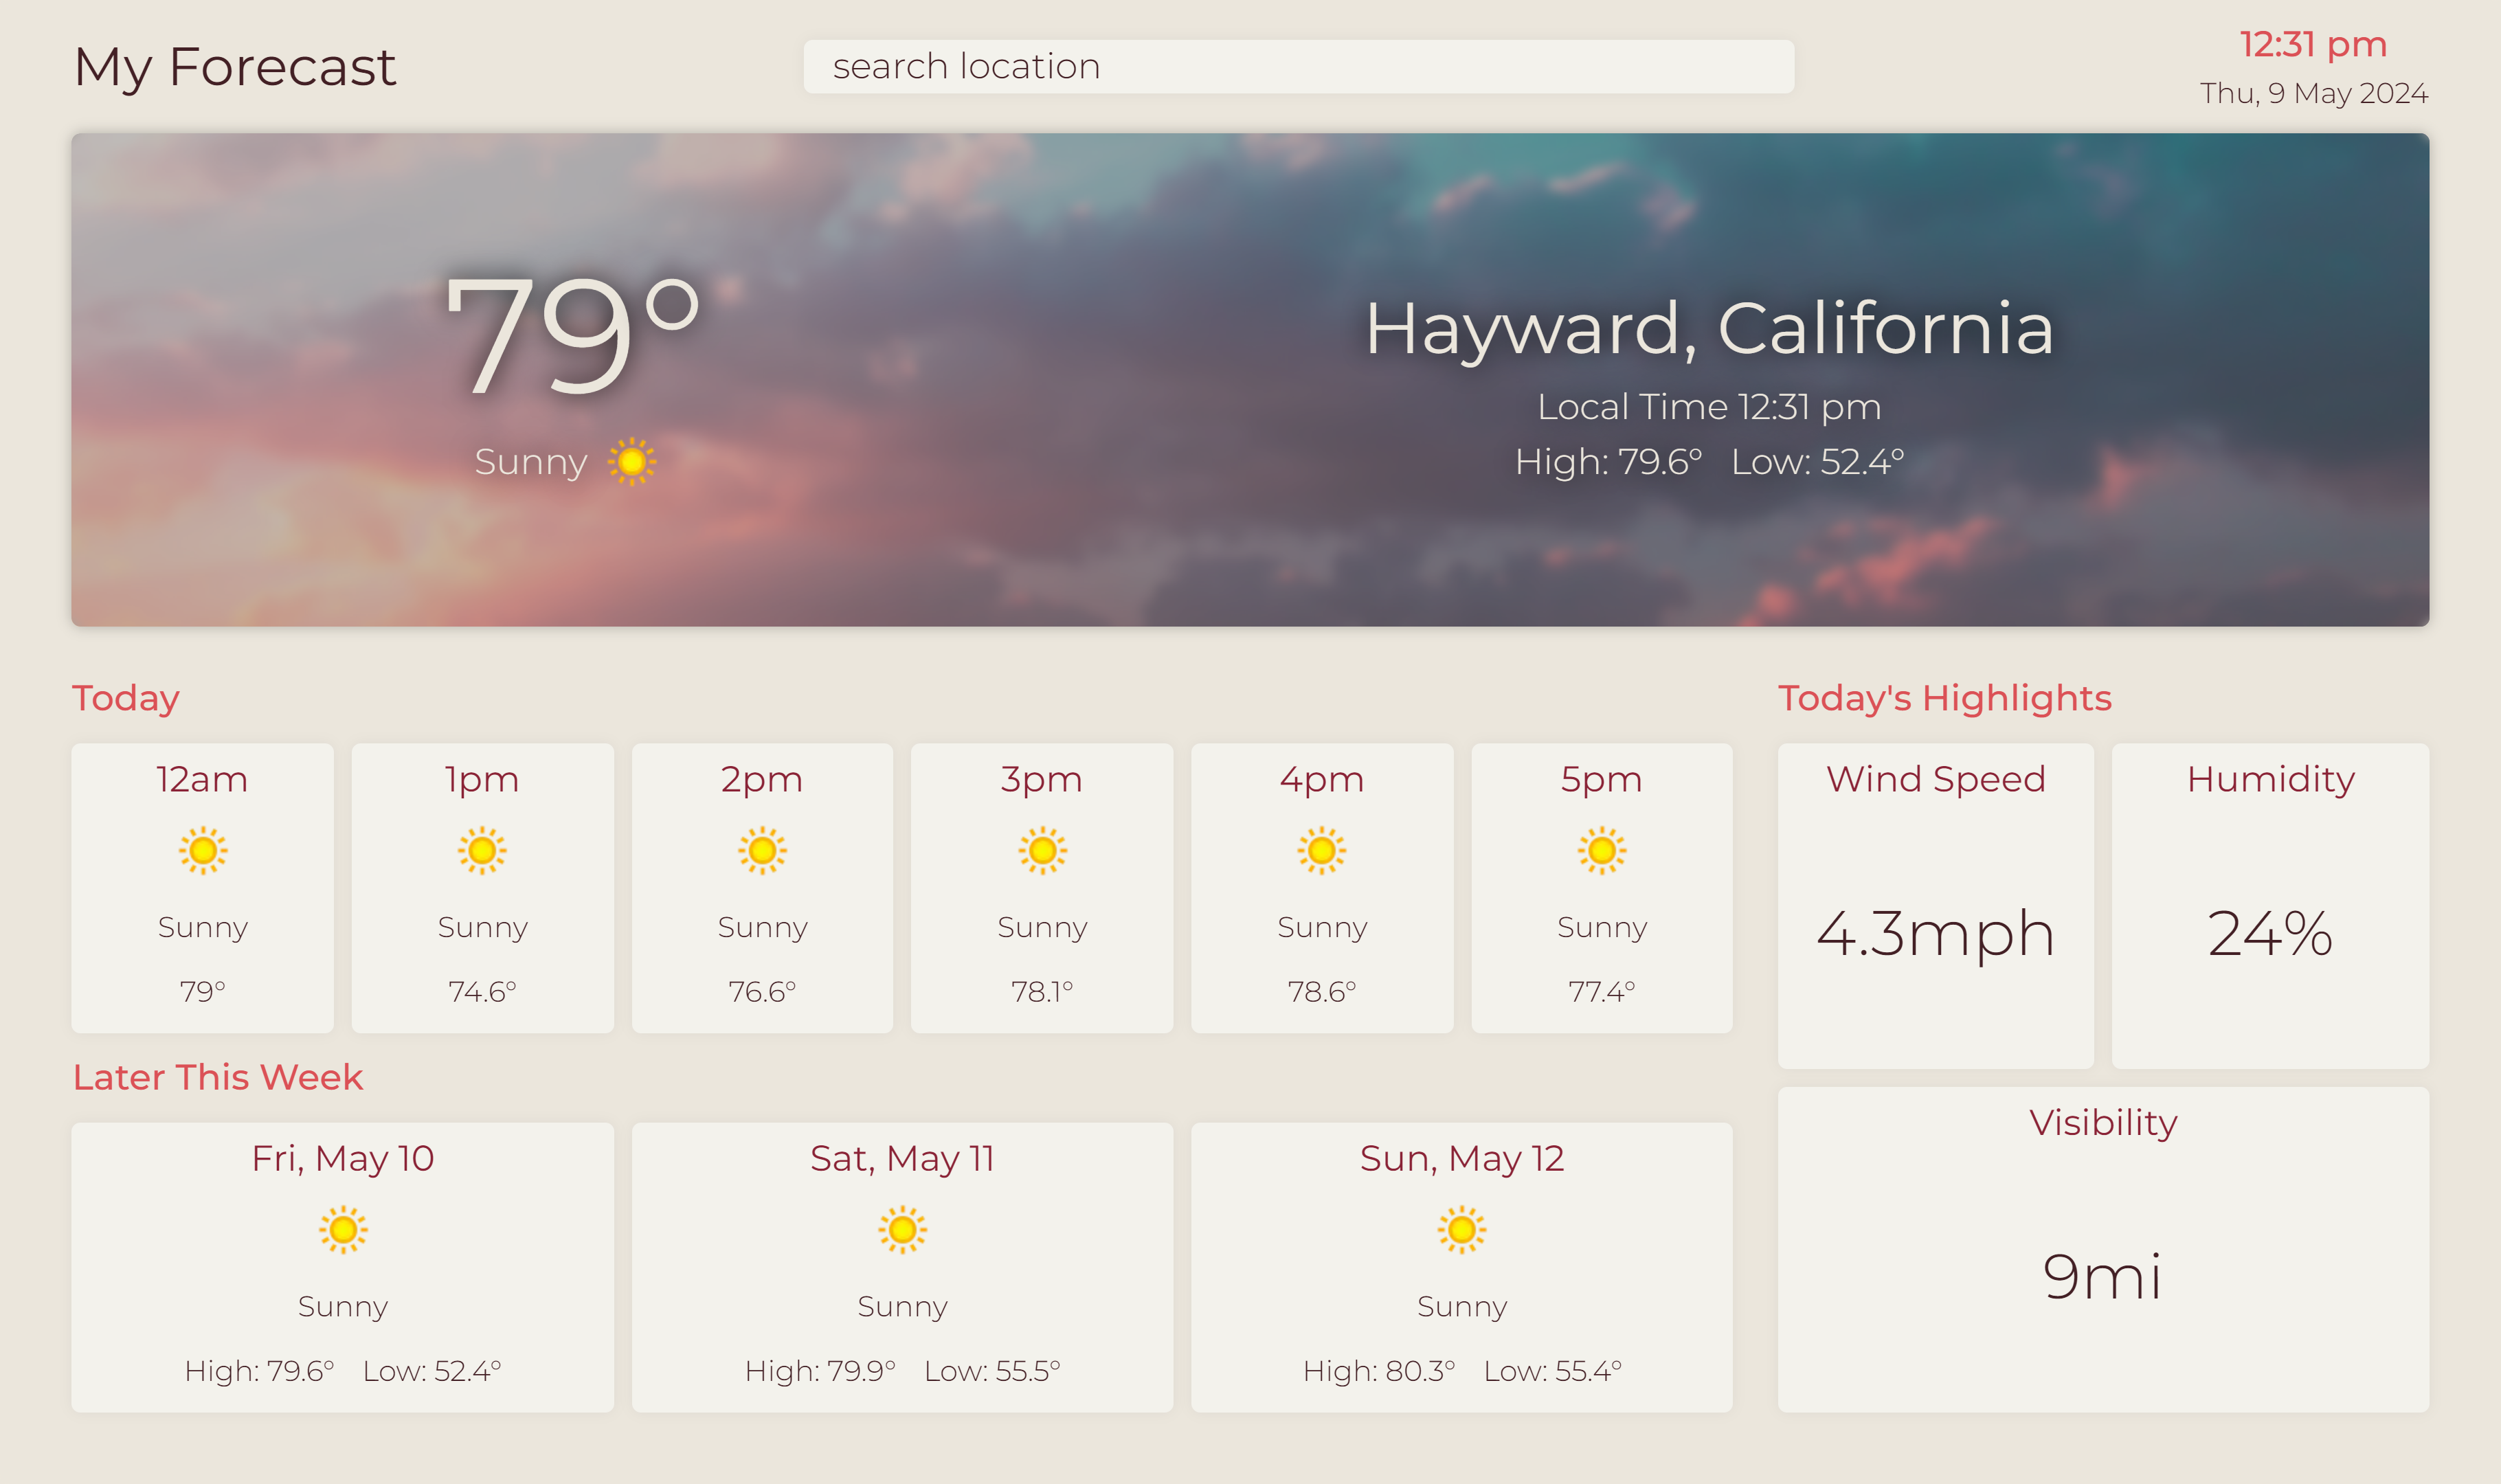 My Forecast
search location
12:31 pm
Thu, 9 May 2024
79°
Sunny
Hayward, California
Local Time 12:31 pm
High: 79.6° Low: 52.4°
Today
12am
Sunny
79°
1pm
Sunny
74.6°
2pm
Sunny
76.6°
3pm
Sunny
78.1°
4pm
Sunny
78.6°
5pm
Sunny
77.4°
Later This Week
Fri, May 10
Sunny
High: 79.6° Low: 52.4°
Sat, May 11
Sunny
High: 79.9° Low: 55.5°
Sun, May 12
Sunny
High: 80.3° Low: 55.4°
Today's Highlights
Wind Speed
4.3mph
Humidity
24%
Visibility
9mi